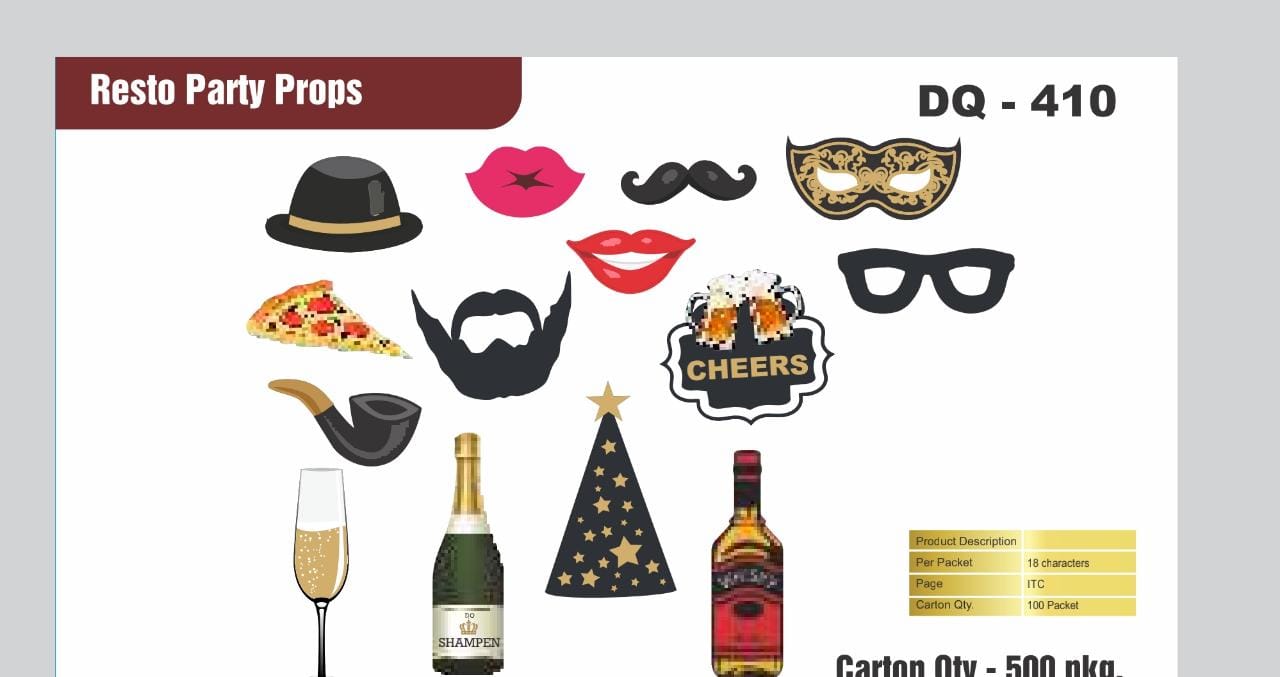 Resto Party Props
DQ - 410
CHEERS
no
SHAMPEN
Product Description
Per Packet 18 characters
Page ITC
Carton Qty. 100 Packet
Carton Qty - 500 pkg.